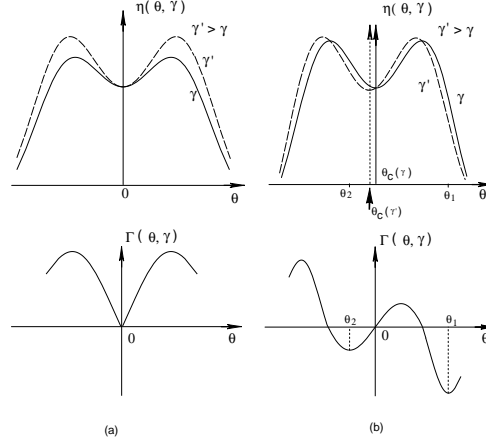 η(θ, γ)
γ' > γ
γ'
γ
0
θ
η(θ, γ)
γ' > γ
γ'
γ
θc(γ)
θ2
θ1
θ
θc(γ')
Γ(θ, γ)
0
θ
Γ(θ, γ)
θ2
θ1
0
θ
(a)
(b)